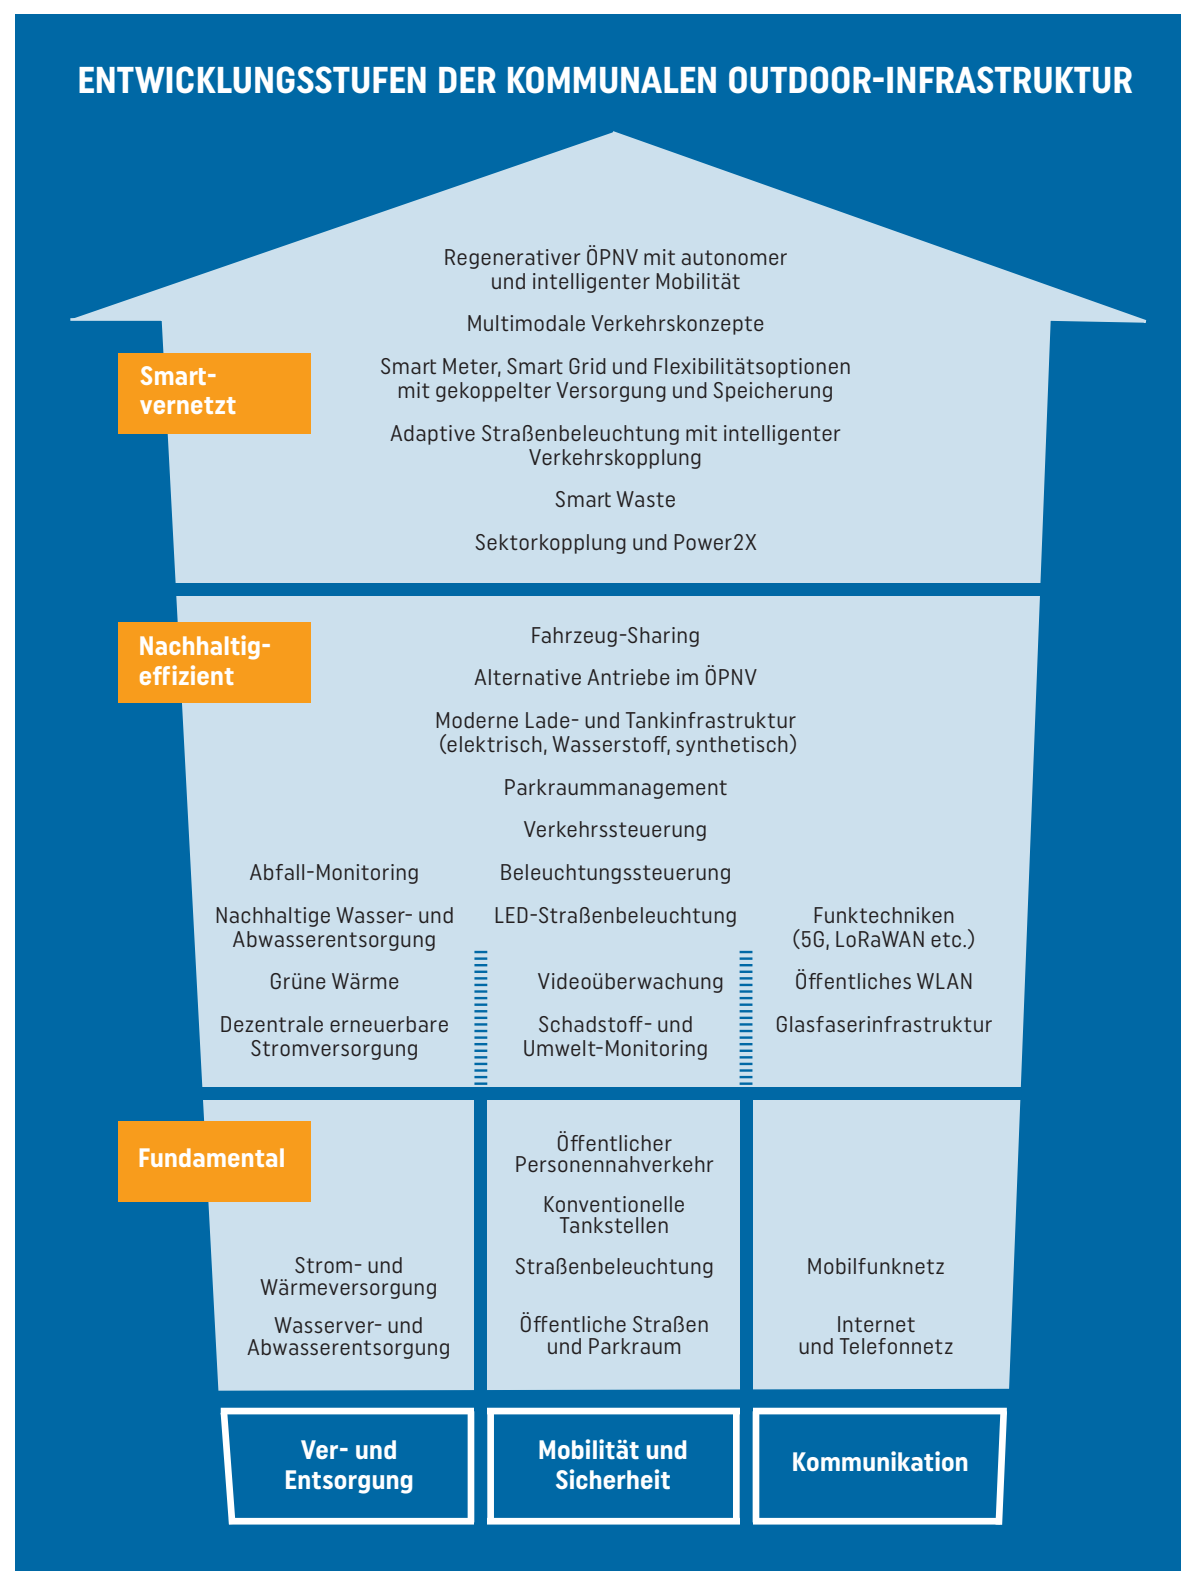 ENTWICKLUNGSSTUFEN DER KOMMUNALEN OUTDOOR-INFRASTRUKTUR
Regenerativer ÖPNV mit autonomer
und intelligenter Mobilität
Multimodale Verkehrskonzepte
Smart-
vernetzt
Smart Meter, Smart Grid und Flexibilitätsoptionen
mit gekoppelter Versorgung und Speicherung
Adaptive Straßenbeleuchtung mit intelligenter
Verkehrskopplung
Smart Waste
Sektorkopplung und Power2X
Nachhaltig-
effizient
Fahrzeug-Sharing
Alternative Antriebe im ÖPNV
Moderne Lade- und Tankinfrastruktur
(elektrisch, Wasserstoff, synthetisch)
Parkraummanagement
Verkehrssteuerung
Abfall-Monitoring
Nachhaltige Wasser- und
Abwasserentsorgung
Grüne Wärme
Dezentrale erneuerbare
Stromversorgung
Beleuchtungssteuerung
LED-Straßenbeleuchtung
Videoüberwachung
Schadstoff- und
Umwelt-Monitoring
Funktechniken
(5G, LoRaWAN etc.)
Öffentliches WLAN
Glasfaserinfrastruktur
Fundamental
Strom- und
Wärmeversorgung
Wasserver- und
Abwasserentsorgung
Öffentlicher
Personennahverkehr
Konventionelle
Tankstellen
Straßenbeleuchtung
Öffentliche Straßen
und Parkraum
Mobilfunknetz
Internet
und Telefonnetz
Ver- und
Entsorgung
Mobilität und
Sicherheit
Kommunikation